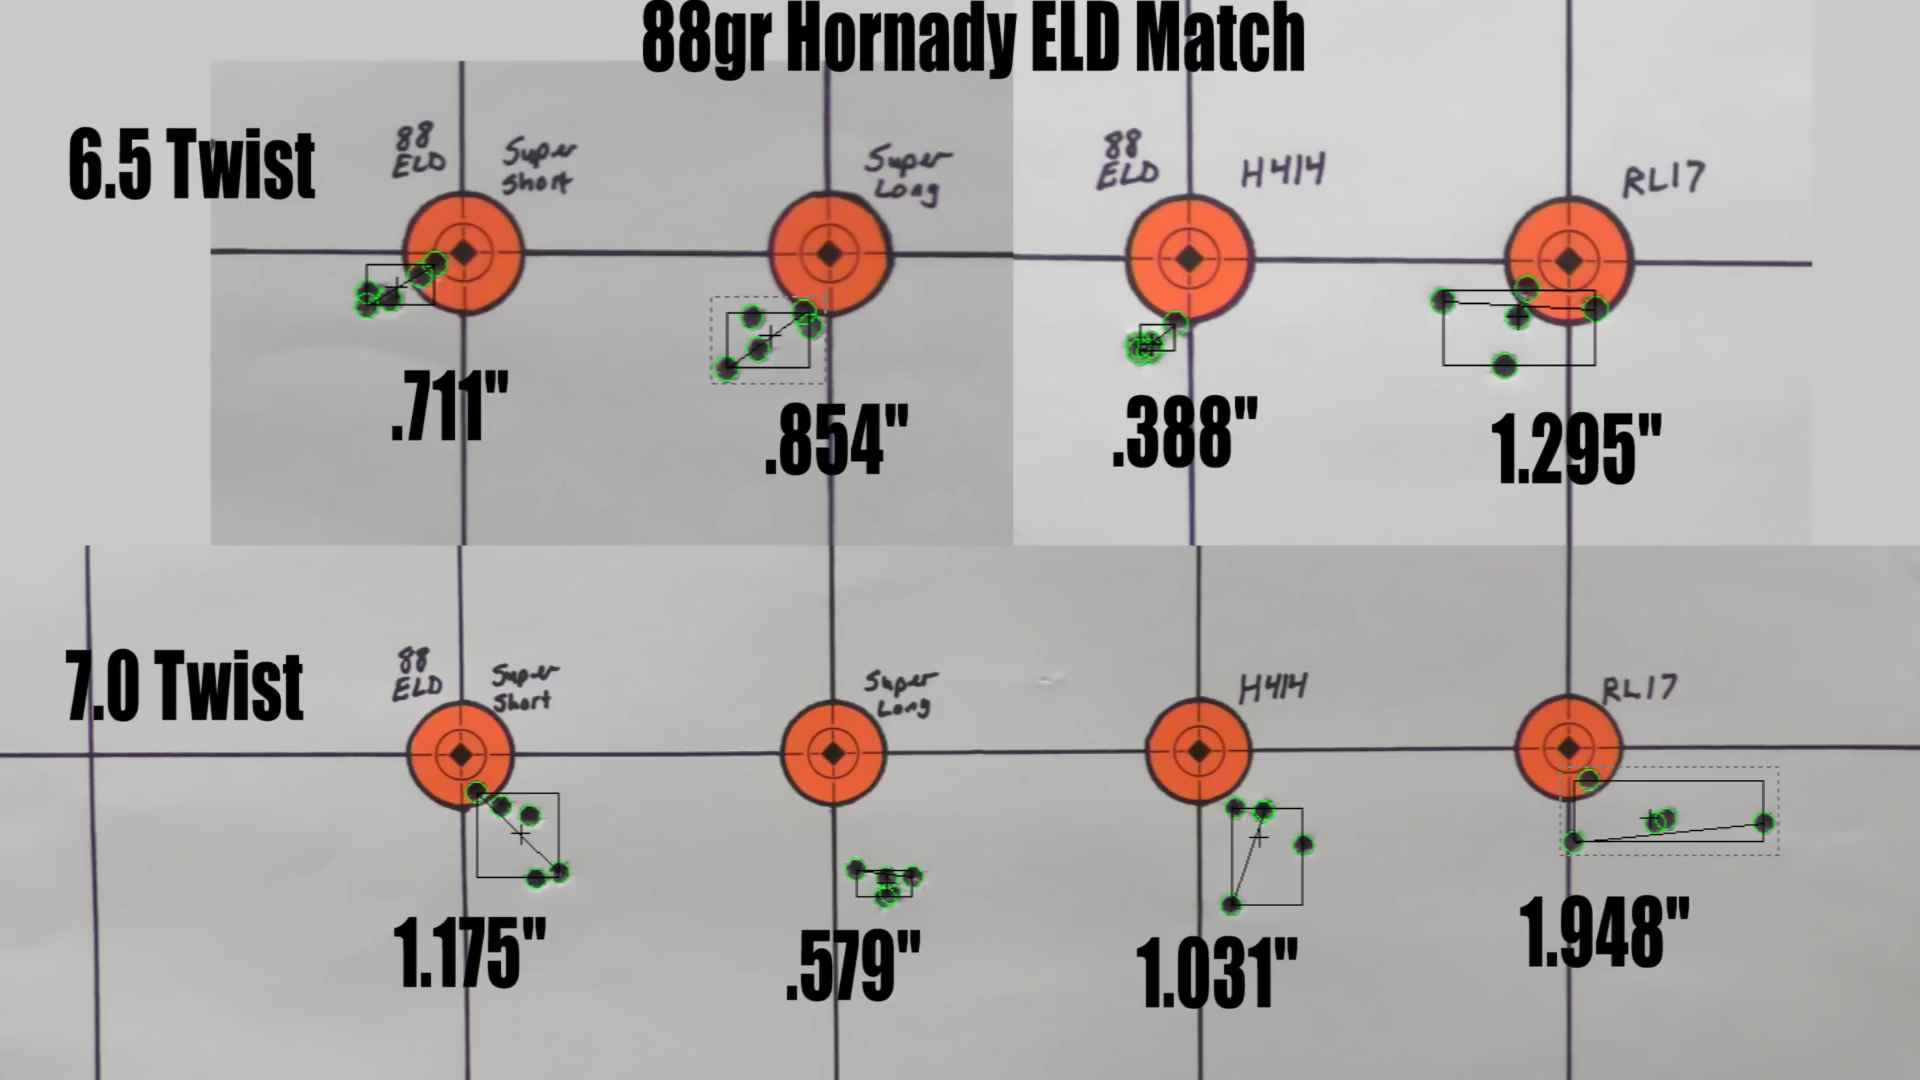 88gr Hornady ELD Match
6.5 Twist
88
ELD
Super
Short
Super
Long
88
ELD
H414
RL17
.711"
.854"
.388"
1.295"
7.0 Twist
88
ELD
Super
Short
Super
Long
H414
RL17
1.175"
.579"
1.031"
1.948"